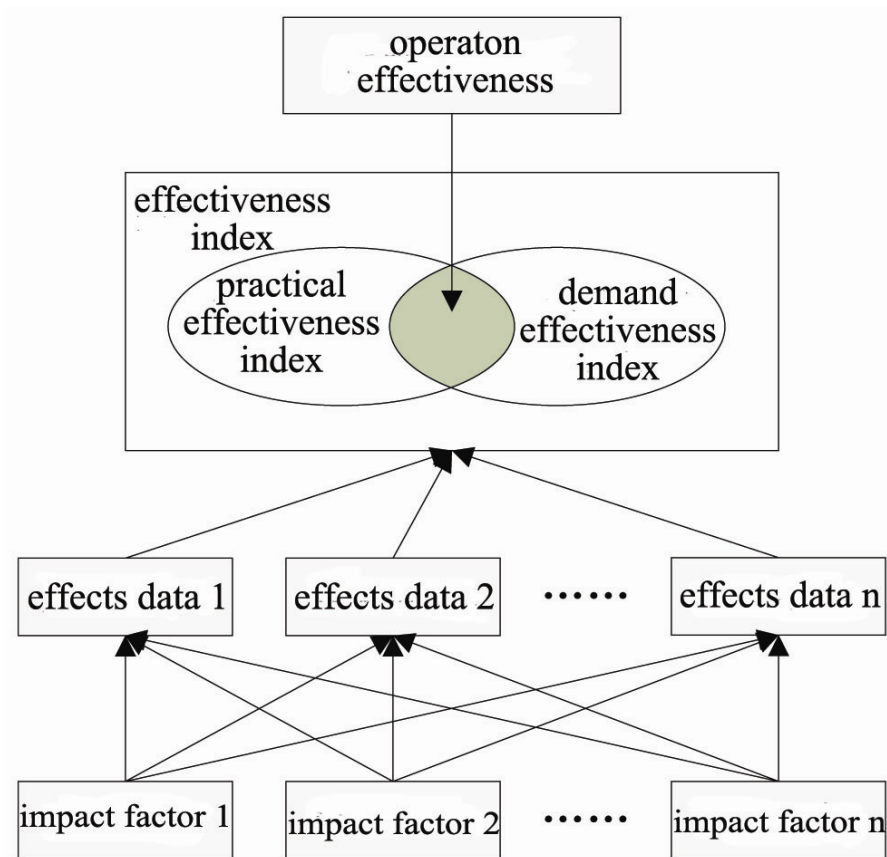 operaton
effectiveness
effectiveness
index
practical
effectiveness
index
demand
effectiveness
index
effects data 1
effects data 2
......
effects data n
impact factor 1
impact factor 2
......
impact factor n